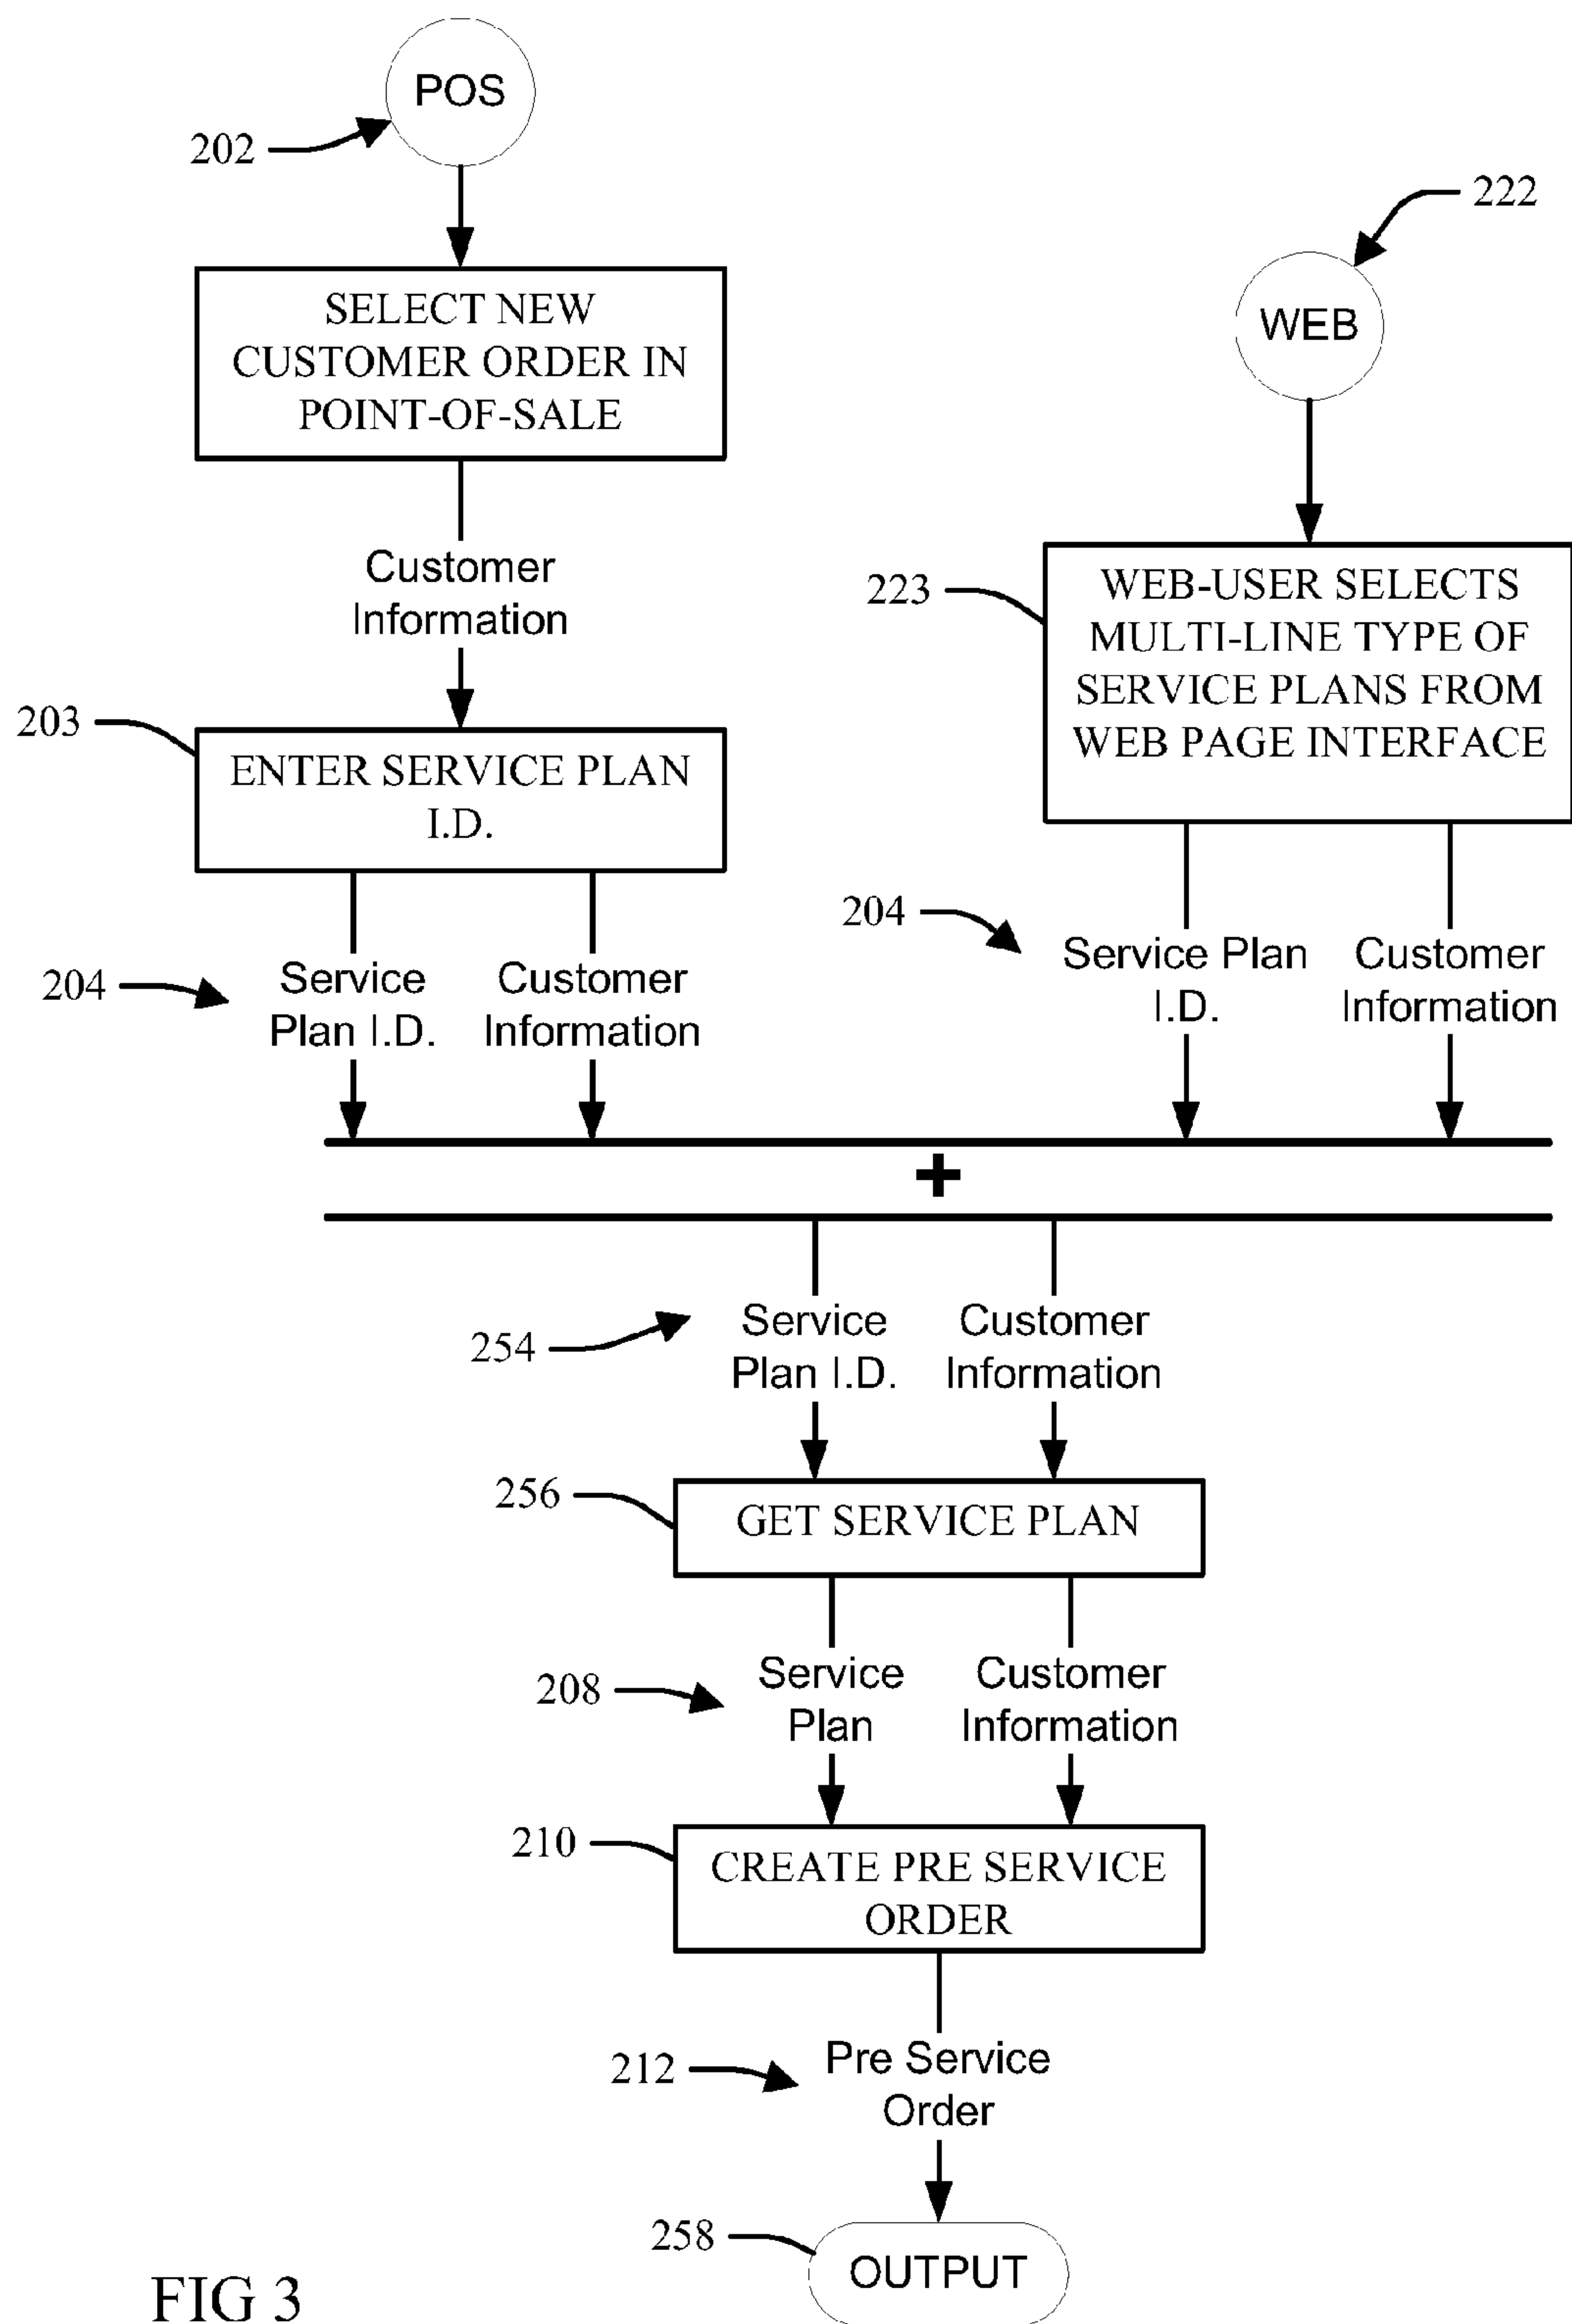 POS
202
222
SELECT NEW
CUSTOMER ORDER IN
POINT-OF-SALE
WEB
Customer
Information
223
WEB-USER SELECTS
MULTI-LINE TYPE OF
SERVICE PLANS FROM
WEB PAGE INTERFACE
203
ENTER SERVICE PLAN
I.D.
204
Service
Plan I.D.
Customer
Information
204
Service Plan
I.D.
Customer
Information
+
254
Service
Plan I.D.
Customer
Information
256
GET SERVICE PLAN
208
Service
Plan
Customer
Information
210
CREATE PRE SERVICE
ORDER
212
Pre Service
Order
258
OUTPUT
FIG 3